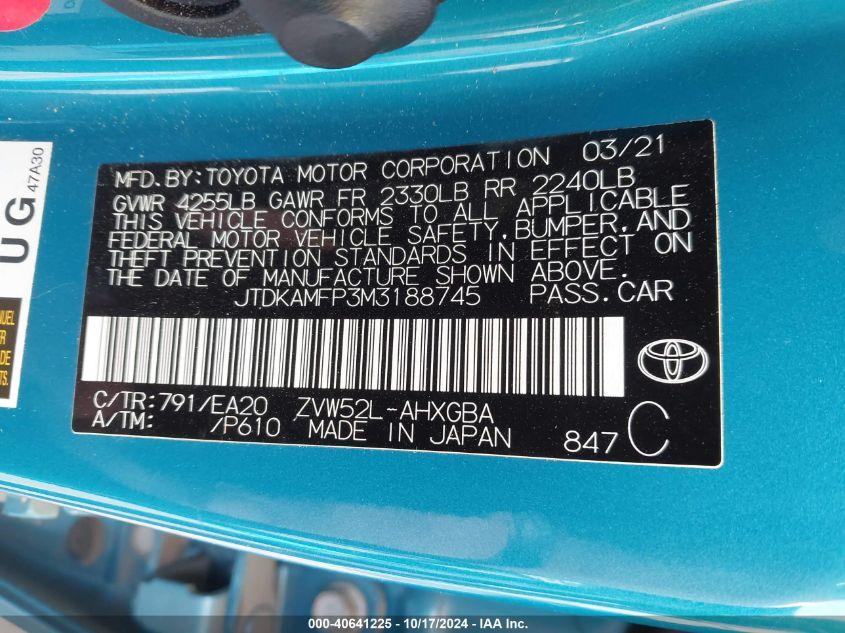 MFD.BY:TOYOTA MOTOR CORPORATION 03/21
GVWR 4255LB GAWR FR 2330LB RR 2240LB
THIS VEHICLE CONFORMS TO ALL APPLICABLE
FEDERAL MOTOR VEHICLE SAFETY,BUMPER,AND
THEFT PREVENTION STANDARDS IN EFFECT ON
THE DATE OF MANUFACTURE SHOWN ABOVE.
JTDKAMFP3M3188745 PASS.CAR
C/TR:791/EA20 ZVW52L-AHXGBA
A/TM: /P610 MADE IN JAPAN 847 C
UG
47A30
000-40641225 - 10/17/2024 - IAA Inc.